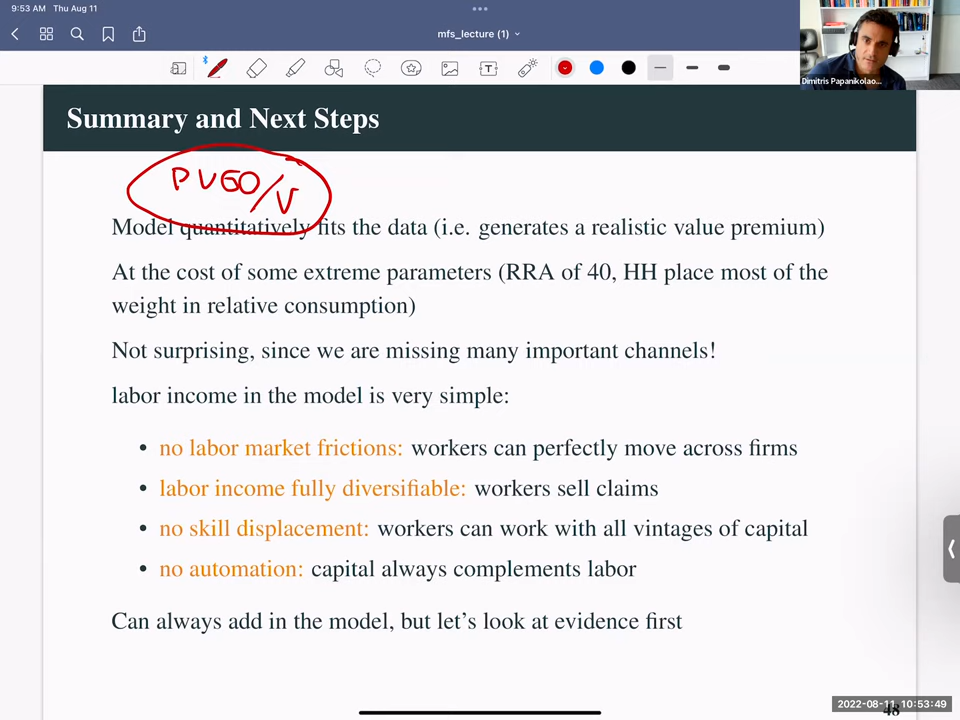 9:53 AM Thu Aug 11
mfs_lecture (1)
Dimitris Papanikolao...
Summary and Next Steps
PVGO/V
Model quantitatively fits the data (i.e. generates a realistic value premium)
At the cost of some extreme parameters (RRA of 40, HH place most of the
weight in relative consumption)
Not surprising, since we are missing many important channels!
labor income in the model is very simple:
• no labor market frictions: workers can perfectly move across firms
• labor income fully diversifiable: workers sell claims
• no skill displacement: workers can work with all vintages of capital
• no automation: capital always complements labor
Can always add in the model, but let's look at evidence first
2022-08-11 10:53:49